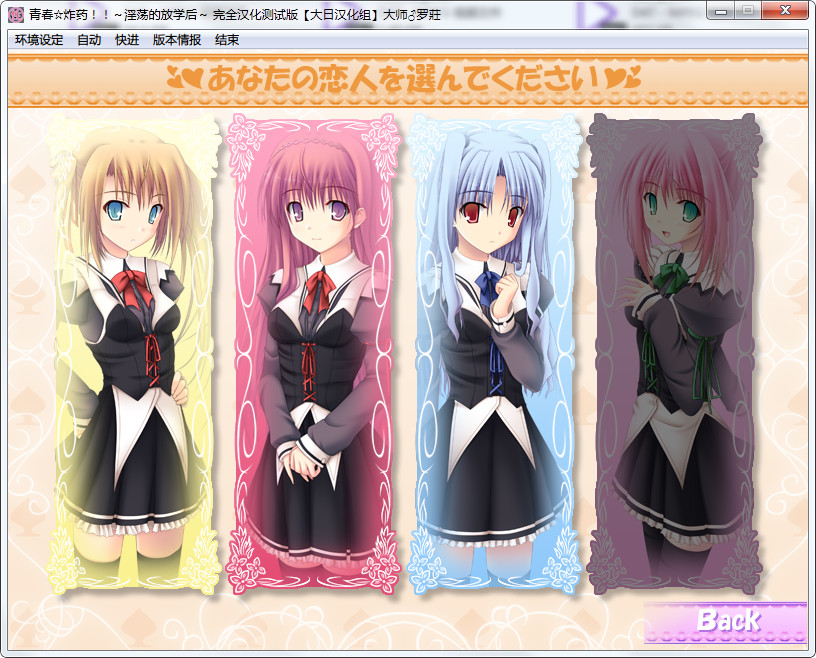 青春☆炸药！！～淫荡的放学后～ 完全汉化测试版【大日汉化组】大师
罗莊
环境设定 自动 快进 版本情报 结束
あなたの恋人を選んでください
Back